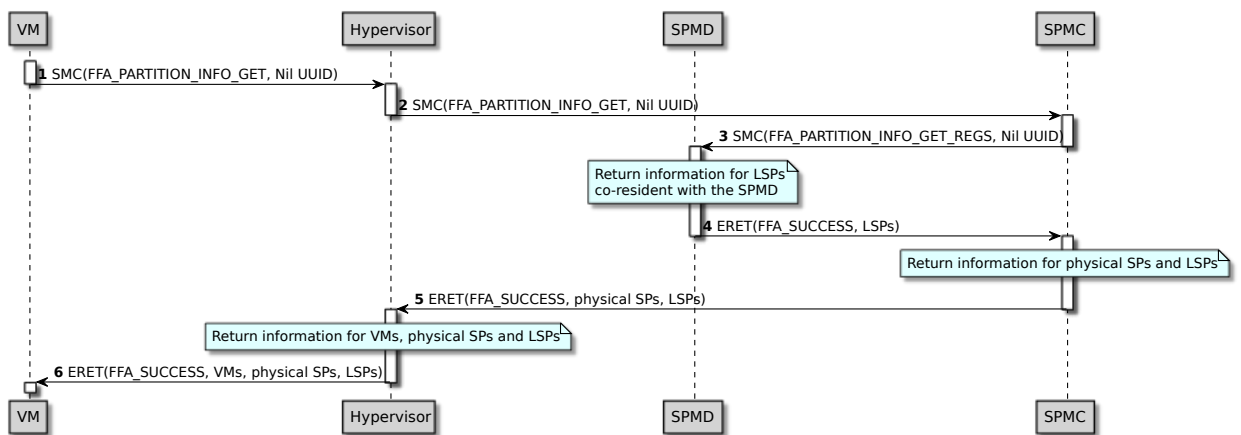 VM
Hypervisor
SPMD
SPMC
1 SMC(FFA_PARTITION_INFO_GET, Nil UUID)
2 SMC(FFA_PARTITION_INFO_GET, Nil UUID)
3 SMC(FFA_PARTITION_INFO_GET_REGS, Nil UUID)
Return information for LSPs
co-resident with the SPMD
4 ERET(FFA_SUCCESS, LSPs)
Return information for physical SPs and LSPs
5 ERET(FFA_SUCCESS, physical SPs, LSPs)
Return information for VMs, physical SPs and LSPs
6 ERET(FFA_SUCCESS, VMs, physical SPs, LSPs)
VM
Hypervisor
SPMD
SPMC